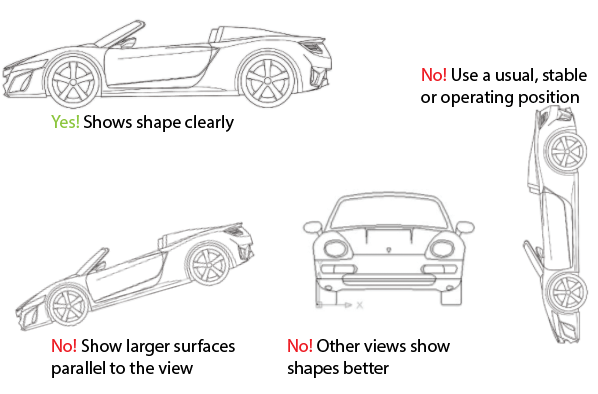 Yes! Shows shape clearly
No! Use a usual, stable
or operating position
No! Show larger surfaces
parallel to the view
No! Other views show
shapes better
X